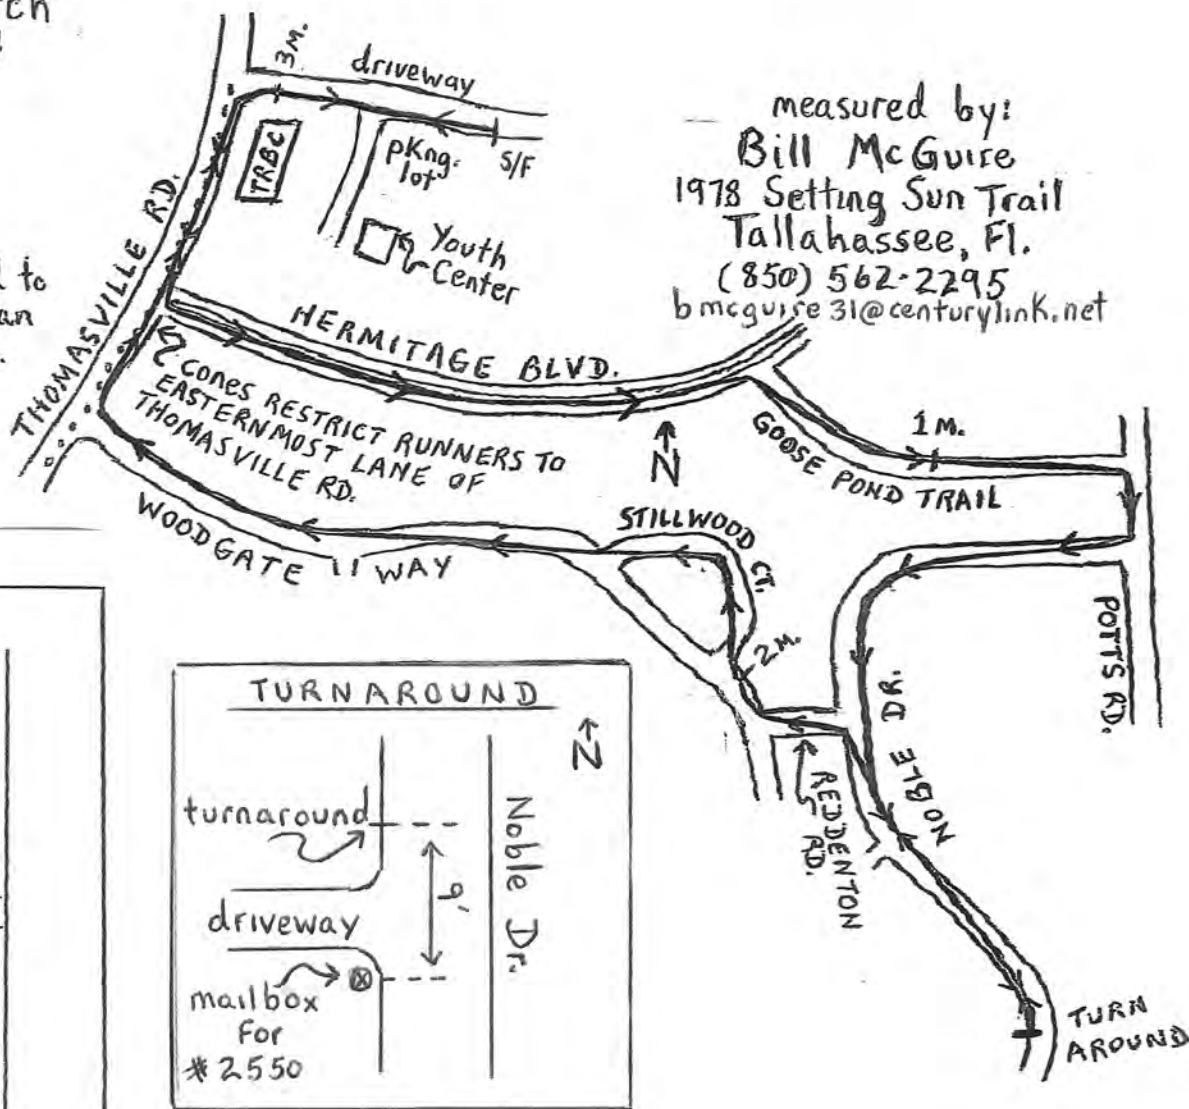 ch
to
an
3M.
driveway
TRBC
pKng.
lot
S/F
Youth
Center
measured by:
Bill McGuire
1978 Setting Sun Trail
Tallahassee, Fl.
(850) 562-2295
bmcguire31@centurylink.net
THOMASVILLE RD.
HERMITAGE BLVD.
CONES RESTRICT RUNNERS TO
EASTERNMOST LANE OF
THOMASVILLE RD.
N
GOOSE POND TRAIL
1M.
STILLWOOD CT.
WOODGATE WAY
2M.
POTTS RD.
NOBLE DR.
REDDENTON
RD.
TURN
AROUND
TURNAROUND
N
turnaround
9'
Noble Dr.
driveway
mailbox
for
#2550